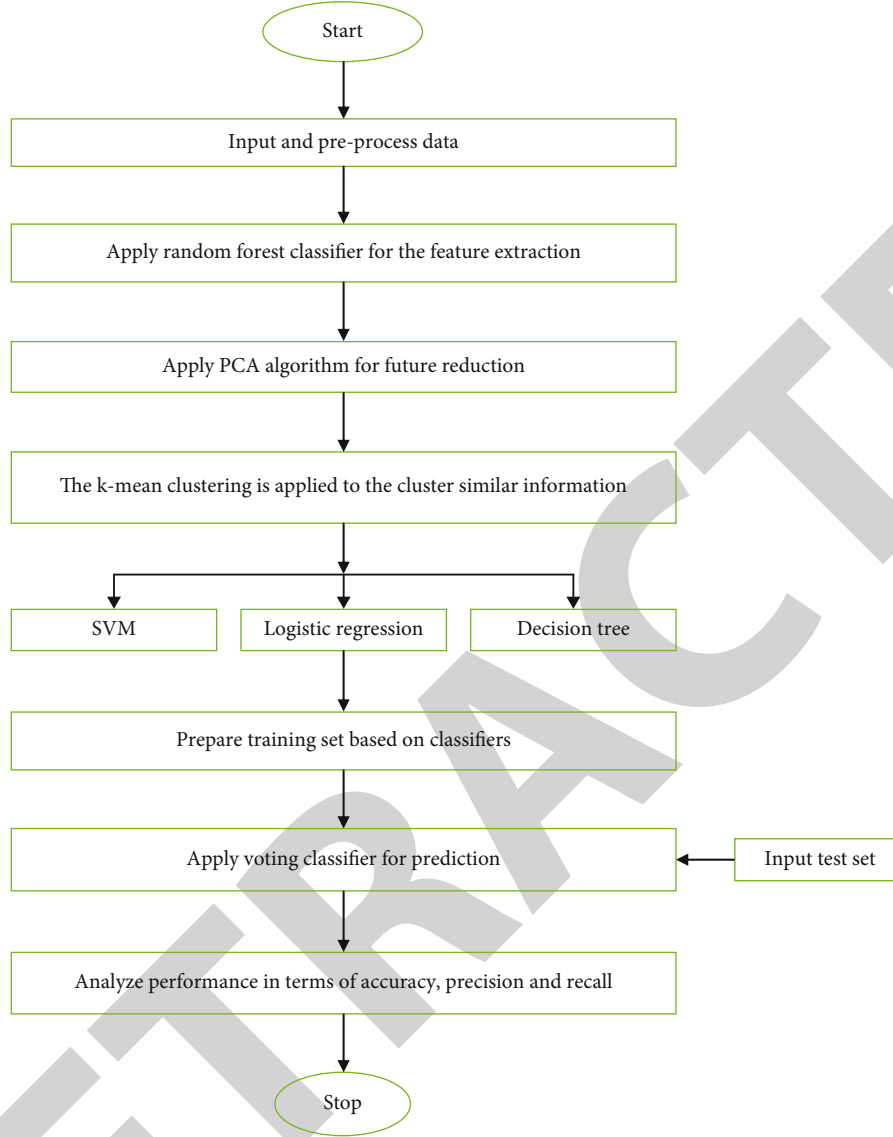 Start
Input and pre-process data
Apply random forest classifier for the feature extraction
Apply PCA algorithm for future reduction
The k-mean clustering is applied to the cluster similar information
SVM
Logistic regression
Decision tree
Prepare training set based on classifiers
Apply voting classifier for prediction
Input test set
Analyze performance in terms of accuracy, precision and recall
Stop
ETRACTE